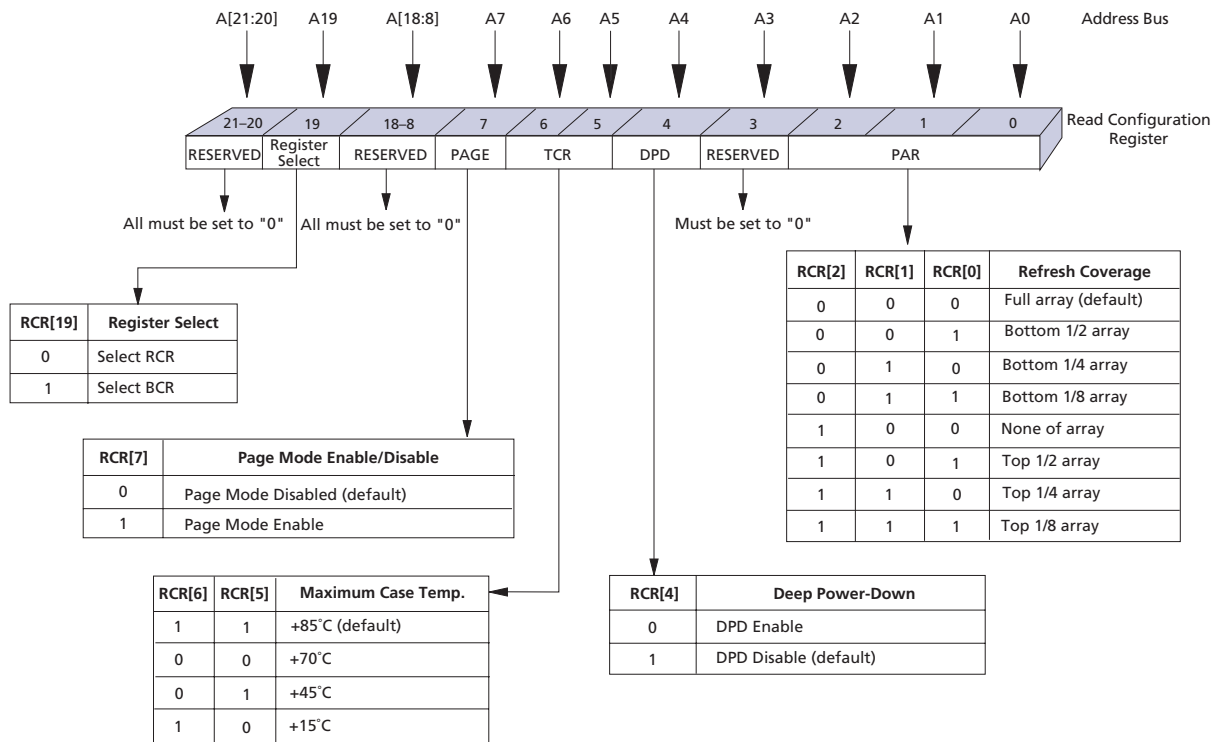 A[21:20] A19 A[18:8] A7 A6 A5 A4 A3 A2 A1 A0 Address Bus
21–20 19 18–8 7 6 5 4 3 2 1 0
Read Configuration
Register
RESERVED Register Select RESERVED PAGE TCR DPD RESERVED PAR
All must be set to "0" All must be set to "0" Must be set to "0"
RCR[19] Register Select
0 Select RCR
1 Select BCR
RCR[7] Page Mode Enable/Disable
0 Page Mode Disabled (default)
1 Page Mode Enable
RCR[6] RCR[5] Maximum Case Temp.
1 1 +85˚C (default)
0 0 +70˚C
0 1 +45˚C
1 0 +15˚C
RCR[4] Deep Power-Down
0 DPD Enable
1 DPD Disable (default)
RCR[2] RCR[1] RCR[0] Refresh Coverage
0 0 0 Full array (default)
0 0 1 Bottom 1/2 array
0 1 0 Bottom 1/4 array
0 1 1 Bottom 1/8 array
1 0 0 None of array
1 0 1 Top 1/2 array
1 1 0 Top 1/4 array
1 1 1 Top 1/8 array